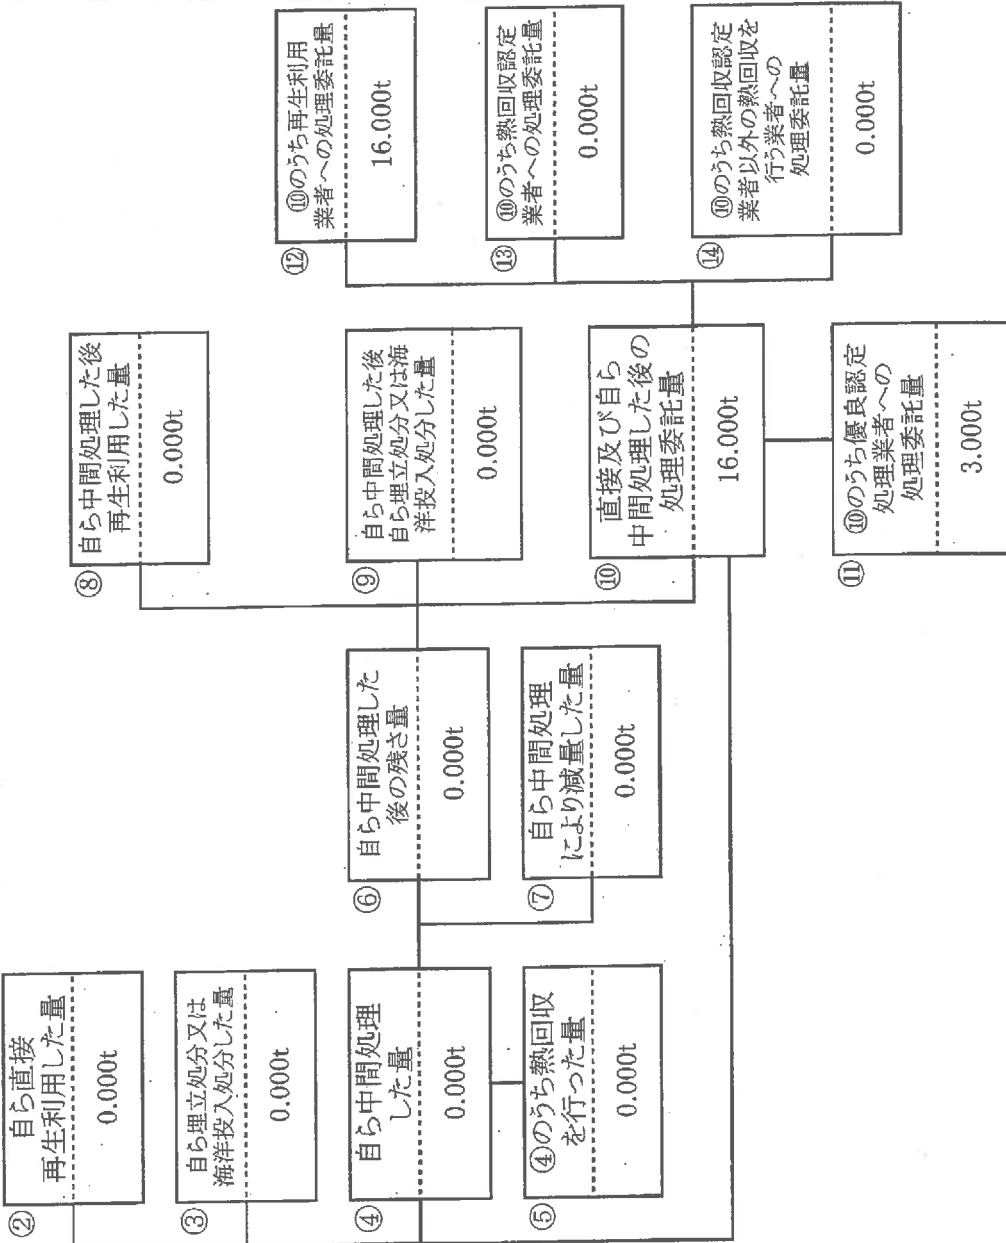 ②
自ら直接
再生利用した量
0.000t
③
自ら埋立処分又は
海洋投入処分した量
0.000t
④
自ら中間処理
した量
0.000t
⑤
④のうち熱回収
を行った量
0.000t
⑥
自ら中間処理した
後の残さ量
0.000t
⑦
自ら中間処理
により減量した量
0.000t
⑧
自ら中間処理した後
再生利用した量
0.000t
⑨
自ら中間処理した後
自ら埋立処分又は海
洋投入処分した量
0.000t
⑩
直接及び自ら
中間処理した後の
処理委託量
16.000t
⑪
⑩のうち優良認定
処理業者への
処理委託量
3.000t
⑫
⑩のうち再生利用
業者への処理委託量
16.000t
⑬
⑩のうち熱回収認定
業者への処理委託量
0.000t
⑭
⑩のうち熱回収認定
業者以外の熱回収を
行う業者への
処理委託量
0.000t